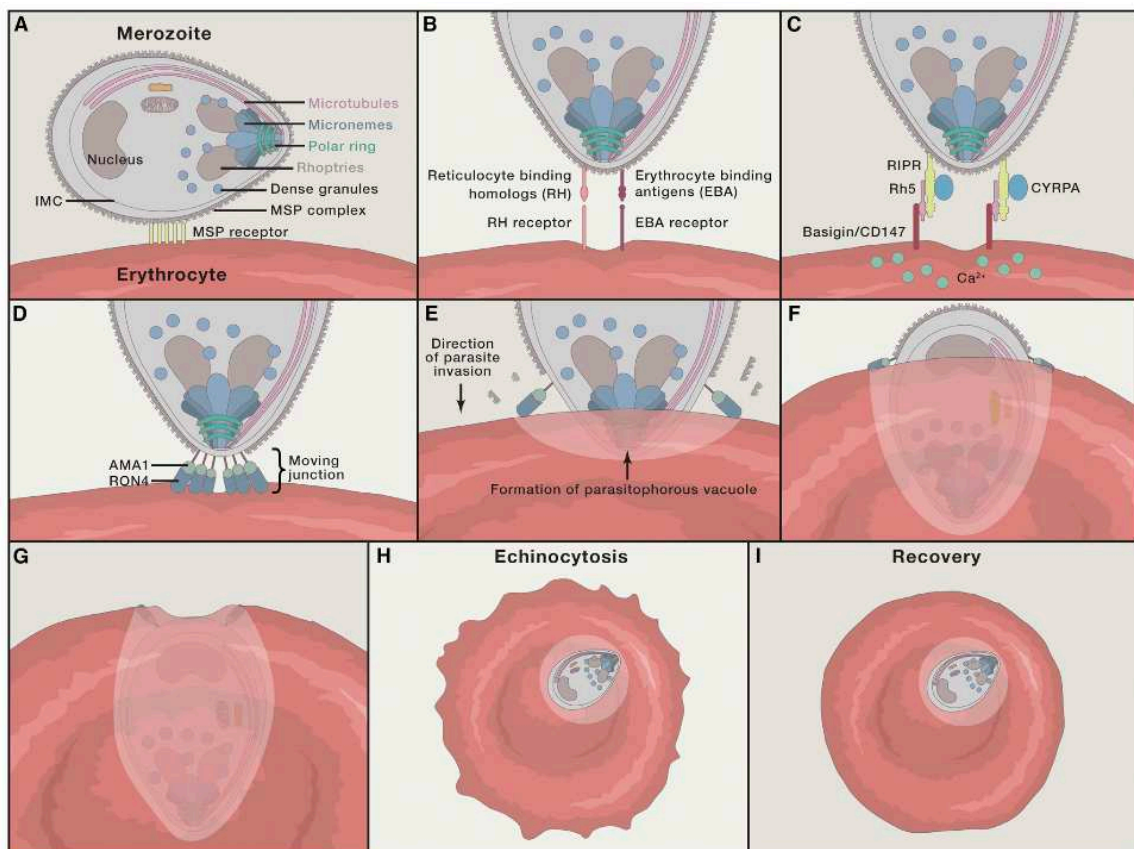 A
Merozoite
Microtubules
Micronemes
Polar ring
Nucleus
Rhoptries
Dense granules
IMC
MSP complex
MSP receptor
Erythrocyte
B
Reticulocyte binding
homologs (RH)
Erythrocyte binding
antigens (EBA)
RH receptor
EBA receptor
C
RIPR
Rh5
CYRPA
Basigin/CD147
Ca²⁺
D
AMA1
RON4
Moving
junction
E
Direction
of parasite
invasion
Formation of parasitophorous vacuole
F
G
H
Echinocytosis
I
Recovery